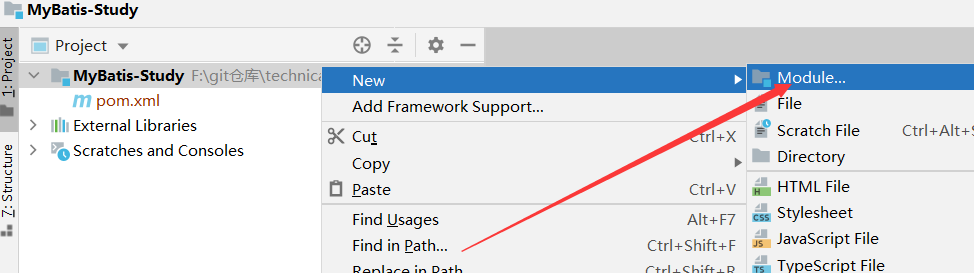 MyBatis-Study
1: Project
Project
MyBatis-Study F:\git仓库\technica
pom.xml
External Libraries
Scratches and Consoles
Z: Structure
New
Add Framework Support...
Cut Ctrl+X
Copy
Paste Ctrl+V
Find Usages Alt+F7
Find in Path... Ctrl+Shift+F
Replace in Path... Ctrl+Shift+R
Module...
File
Scratch File Ctrl+Alt+S
Directory
HTML File
Stylesheet
JavaScript File
TypeScript File